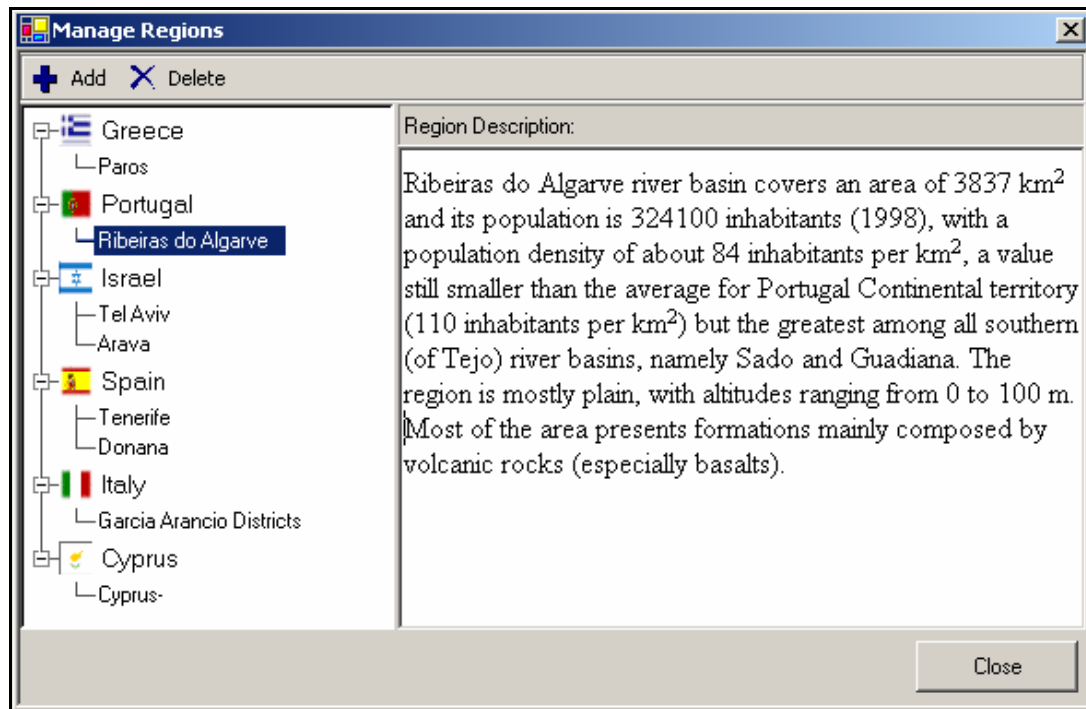 Manage Regions
Add Delete
Greece
Paros
Portugal
Ribeiras do Algarve
Israel
Tel Aviv
Arava
Spain
Tenerife
Donana
Italy
Garcia Arancio Districts
Cyprus
Cyprus-
Region Description:
Ribeiras do Algarve river basin covers an area of 3837 km²
and its population is 324100 inhabitants (1998), with a
population density of about 84 inhabitants per km², a value
still smaller than the average for Portugal Continental territory
(110 inhabitants per km²) but the greatest among all southern
(of Tejo) river basins, namely Sado and Guadiana. The
region is mostly plain, with altitudes ranging from 0 to 100 m.
Most of the area presents formations mainly composed by
volcanic rocks (especially basalts).
Close